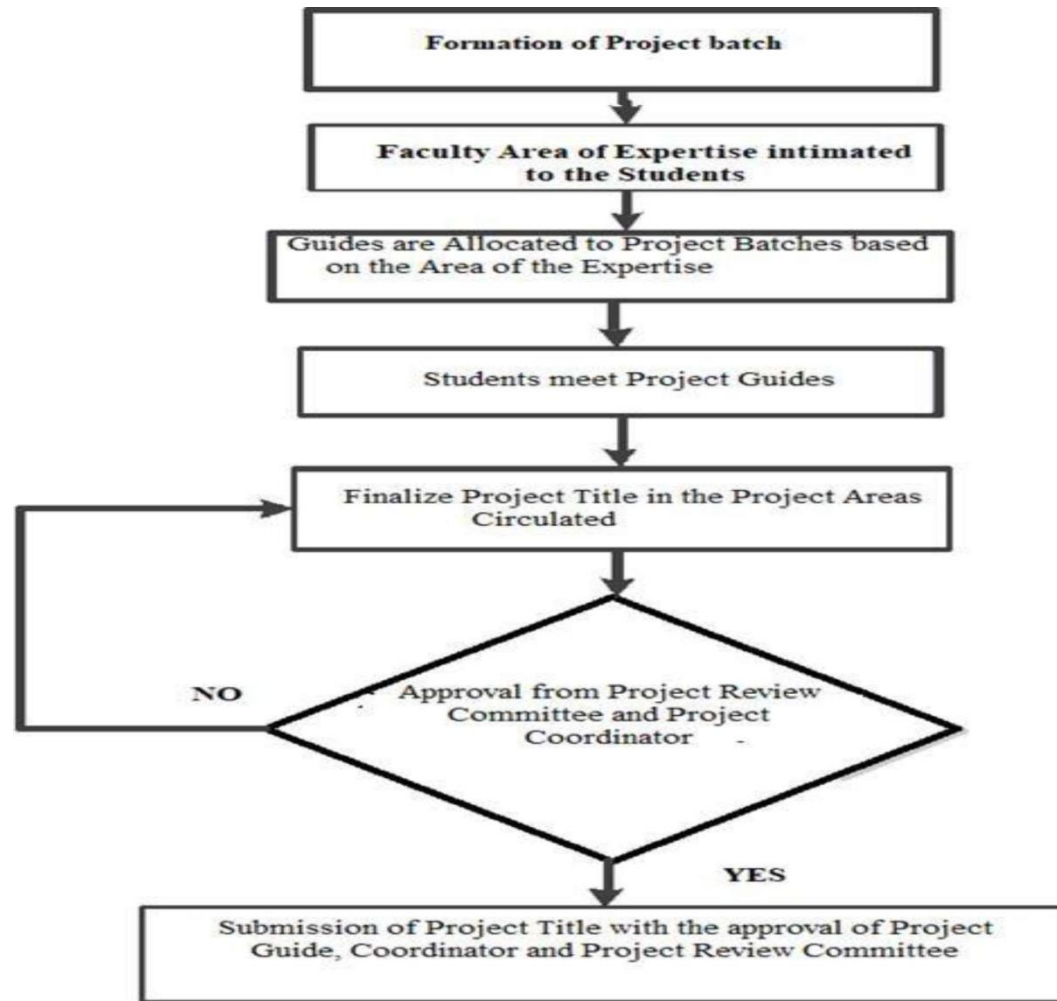 Formation of Project batch
Faculty Area of Expertise intimated
to the Students
Guides are Allocated to Project Batches based
on the Area of the Expertise
Students meet Project Guides
Finalize Project Title in the Project Areas
Circulated
NO
Approval from Project Review
Committee and Project
Coordinator
YES
Submission of Project Title with the approval of Project
Guide, Coordinator and Project Review Committee